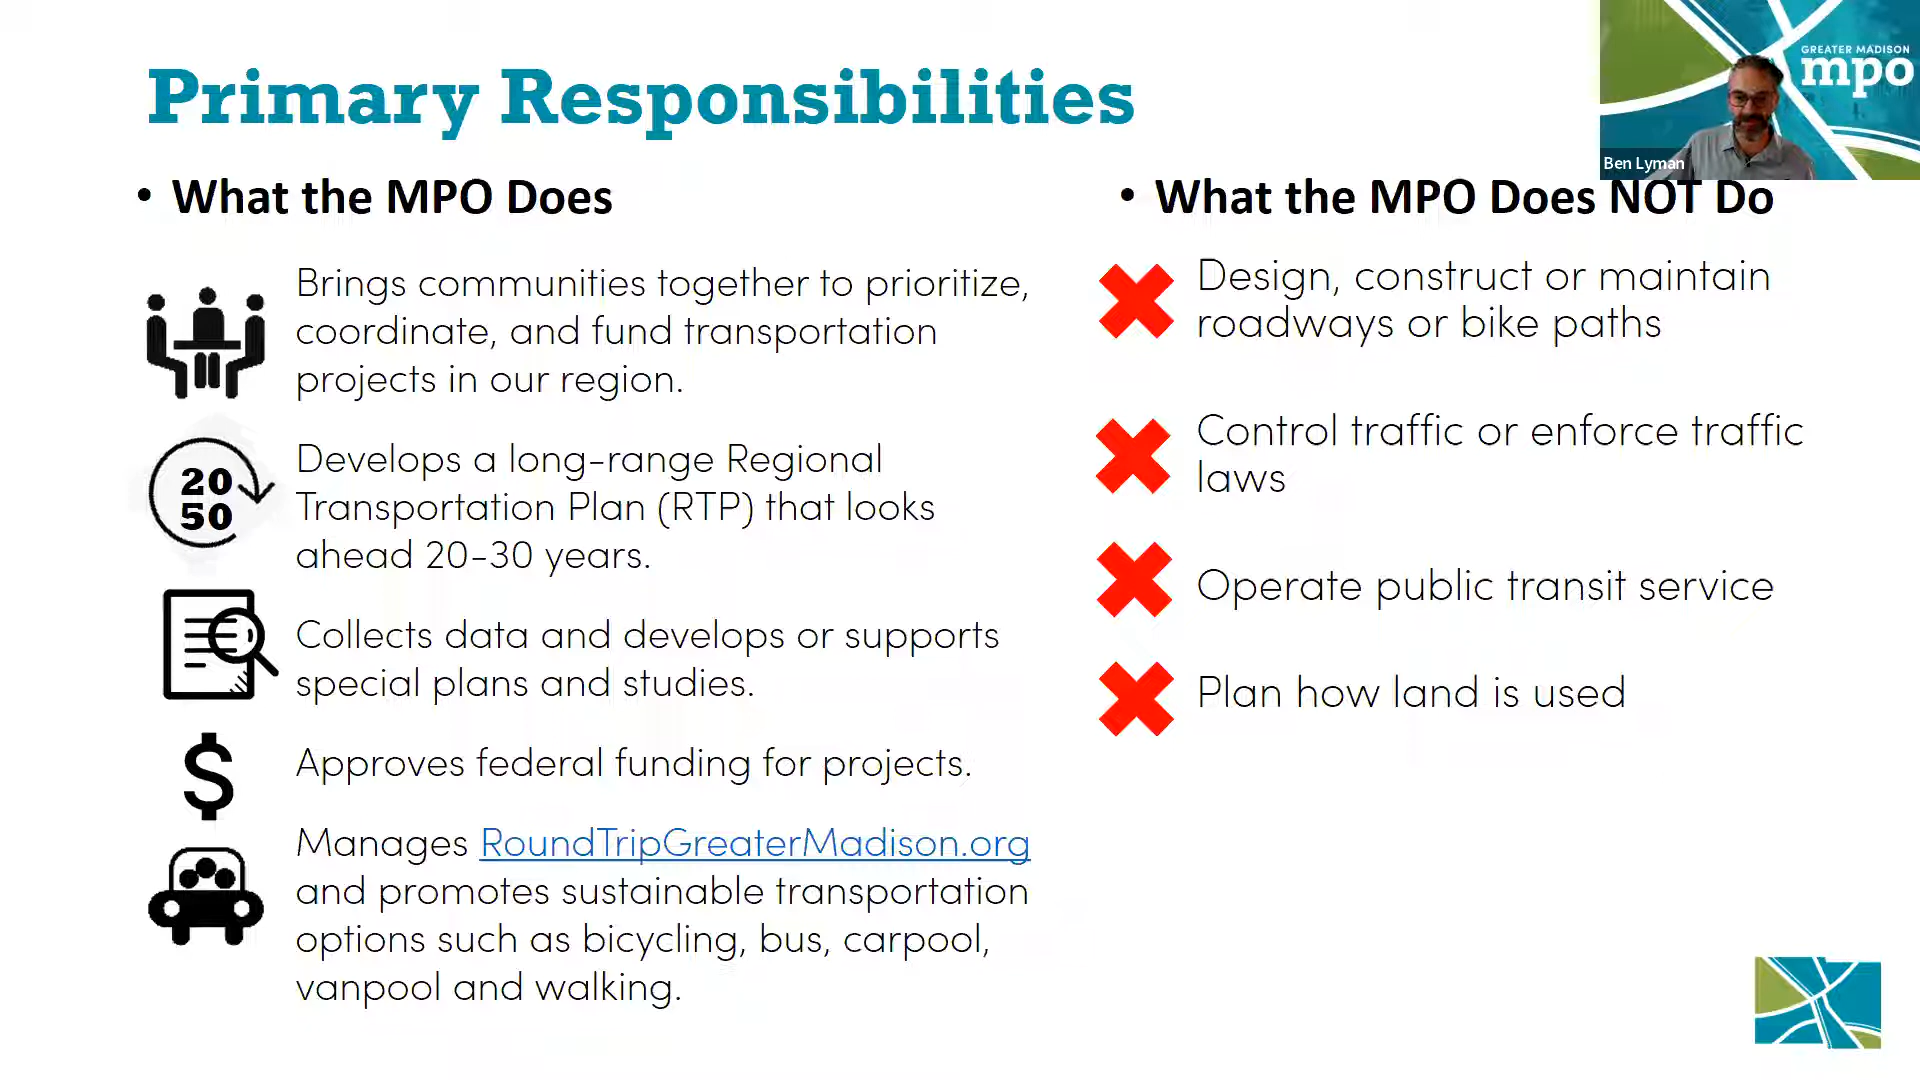 Primary Responsibilities
GREATER MADISON
mpo
Ben Lyman
• What the MPO Does
Brings communities together to prioritize,
coordinate, and fund transportation
projects in our region.
20
50
Develops a long-range Regional
Transportation Plan (RTP) that looks
ahead 20-30 years.
Collects data and develops or supports
special plans and studies.
$
Approves federal funding for projects.
Manages RoundTripGreaterMadison.org
and promotes sustainable transportation
options such as bicycling, bus, carpool,
vanpool and walking.
• What the MPO Does NOT Do
Design, construct or maintain
roadways or bike paths
Control traffic or enforce traffic
laws
Operate public transit service
Plan how land is used